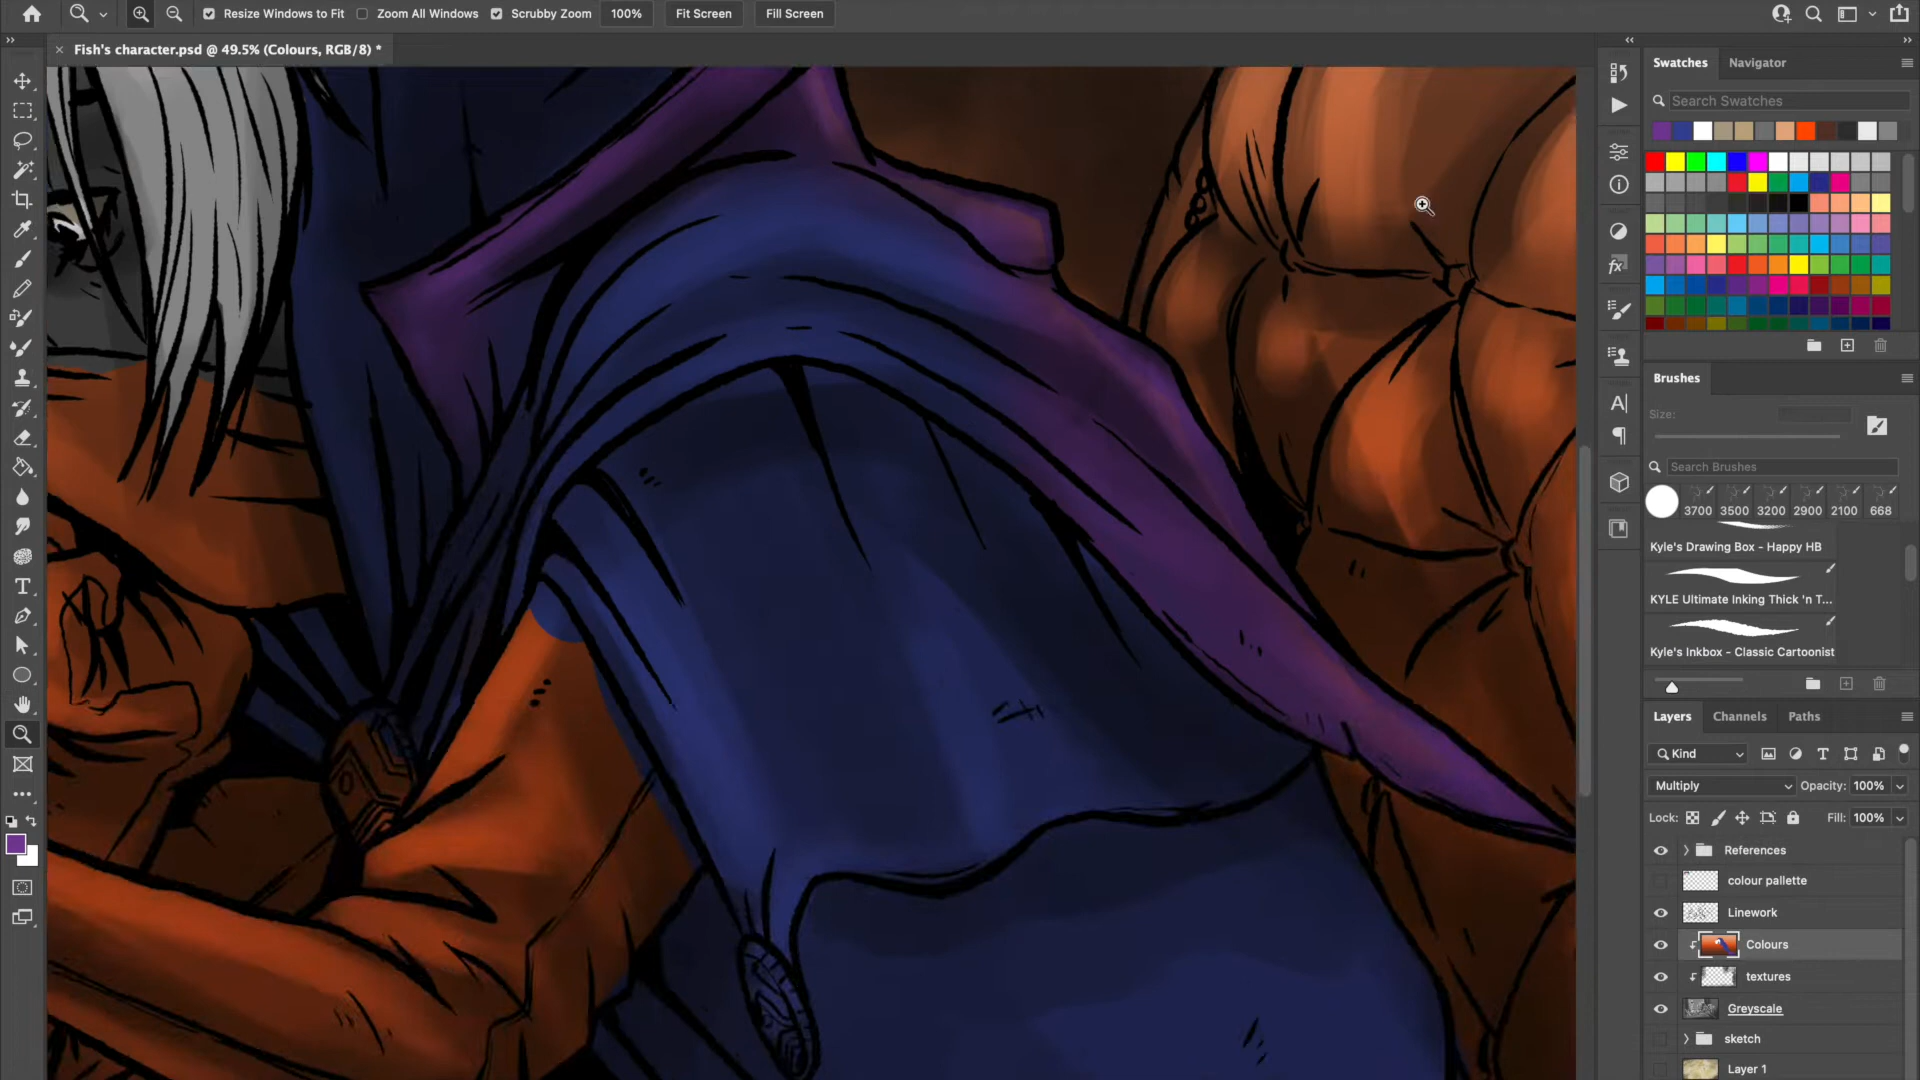 Resize Windows to Fit Zoom All Windows Scrubby Zoom 100% Fit Screen Fill Screen
Fish's character.psd @ 49.5% (Colours, RGB/8) *
Swatches Navigator
Search Swatches
Brushes
Size:
Search Brushes
3700 3500 3200 2900 2100 668
Kyle's Drawing Box - Happy HB
KYLE Ultimate Inking Thick 'n T...
Kyle's Inkbox - Classic Cartoonist
Layers Channels Paths
Kind
Multiply Opacity: 100%
Lock: Fill: 100%
References
colour pallette
Linework
Colours
textures
Greyscale
sketch
Layer 1